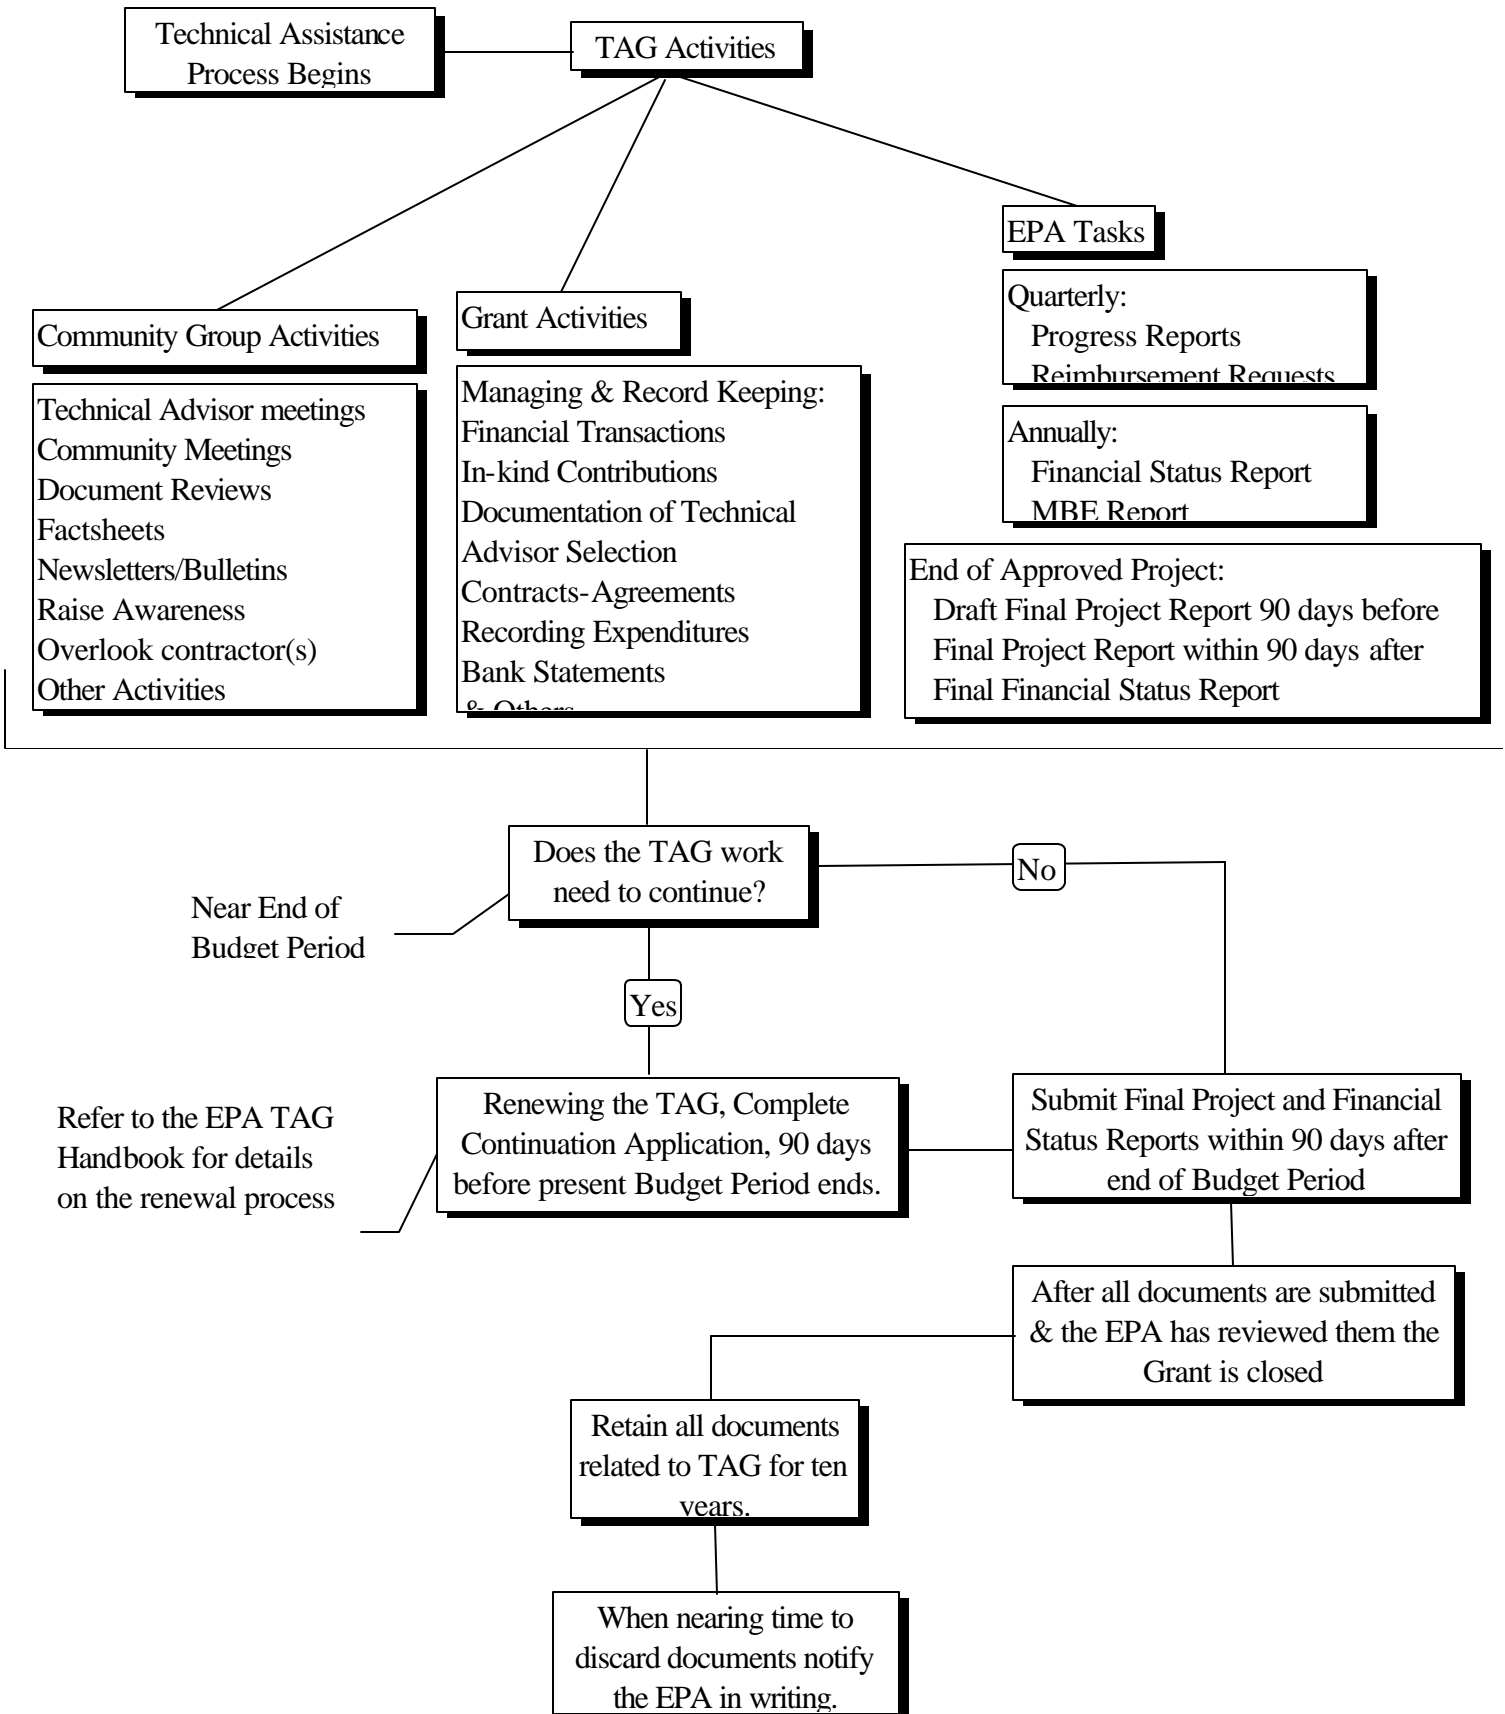 Technical Assistance
Process Begins
TAG Activities
EPA Tasks
Quarterly:
Progress Reports
Reimbursement Requests
Annually:
Financial Status Report
MBE Report
End of Approved Project:
Draft Final Project Report 90 days before
Final Project Report within 90 days after
Final Financial Status Report
Grant Activities
Managing & Record Keeping:
Financial Transactions
In-kind Contributions
Documentation of Technical
Advisor Selection
Contracts-Agreements
Recording Expenditures
Bank Statements
& Others
Community Group Activities
Technical Advisor meetings
Community Meetings
Document Reviews
Factsheets
Newsletters/Bulletins
Raise Awareness
Overlook contractor(s)
Other Activities
Does the TAG work
need to continue?
No
Near End of
Budget Period
Yes
Refer to the EPA TAG
Handbook for details
on the renewal process
Renewing the TAG, Complete
Continuation Application, 90 days
before present Budget Period ends.
Submit Final Project and Financial
Status Reports within 90 days after
end of Budget Period
After all documents are submitted
& the EPA has reviewed them the
Grant is closed
Retain all documents
related to TAG for ten
years.
When nearing time to
discard documents notify
the EPA in writing.